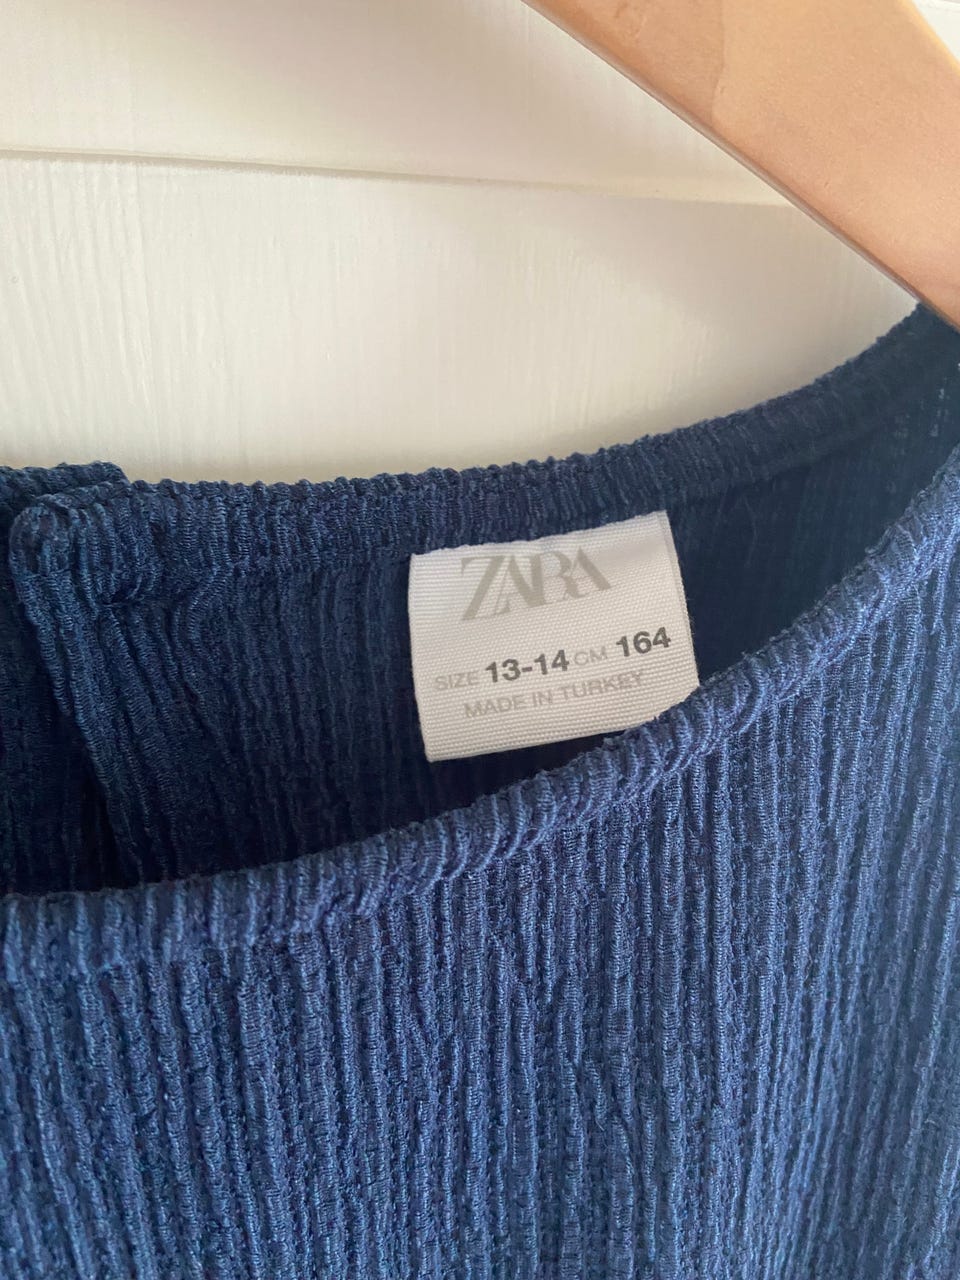 ZARA
SIZE 13-14 CM 164
MADE IN TURKEY